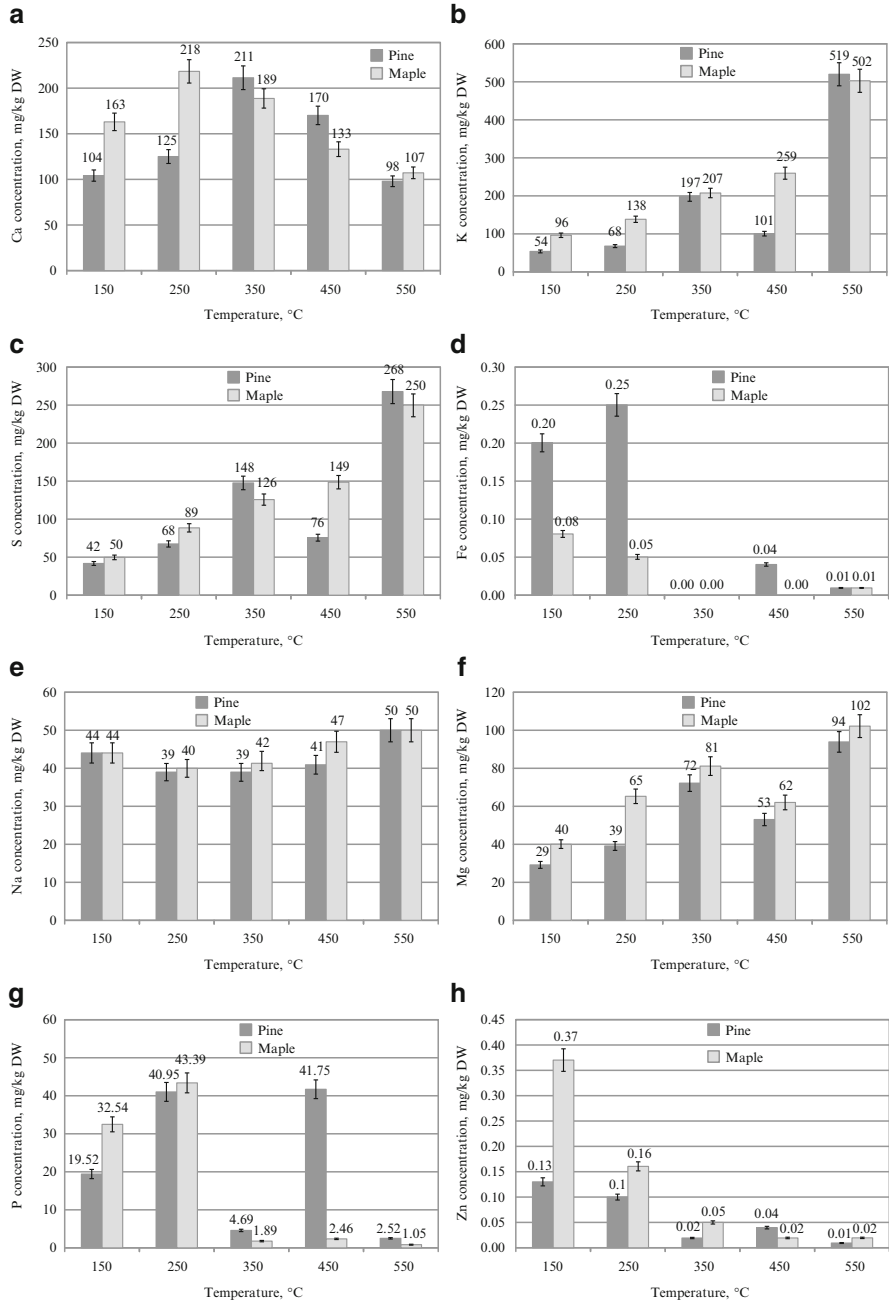 a
Ca concentration, mg/kg DW
250
200
150
100
50
0
Pine
Maple
104
163
125
218
211
189
170
133
98
107
150 250 350 450 550
Temperature, °C
b
K concentration, mg/kg DW
600
500
400
300
200
100
0
Pine
Maple
54
96
68
138
197
207
101
259
519
502
150 250 350 450 550
Temperature, °C
c
S concentration, mg/kg DW
300
250
200
150
100
50
0
Pine
Maple
42
50
68
89
148
126
76
149
268
250
150 250 350 450 550
Temperature, °C
d
Fe concentration, mg/kg DW
0.30
0.25
0.20
0.15
0.10
0.05
0.00
Pine
Maple
0.20
0.08
0.25
0.05
0.00
0.00
0.04
0.00
0.01
0.01
150 250 350 450 550
Temperature, °C
e
Na concentration, mg/kg DW
60
50
40
30
20
10
0
Pine
Maple
44
44
39
40
39
42
41
47
50
50
150 250 350 450 550
Temperature, °C
f
Mg concentration, mg/kg DW
120
100
80
60
40
20
0
Pine
Maple
29
40
39
65
72
81
53
62
94
102
150 250 350 450 550
Temperature, °C
g
P concentration, mg/kg DW
60
50
40
30
20
10
0
Pine
Maple
19.52
32.54
40.95
43.39
4.69
1.89
41.75
2.46
2.52
1.05
150 250 350 450 550
Temperature, °C
h
Zn concentration, mg/kg DW
0.45
0.40
0.35
0.30
0.25
0.20
0.15
0.10
0.05
0.00
Pine
Maple
0.13
0.37
0.1
0.16
0.02
0.05
0.04
0.02
0.01
0.02
150 250 350 450 550
Temperature, °C